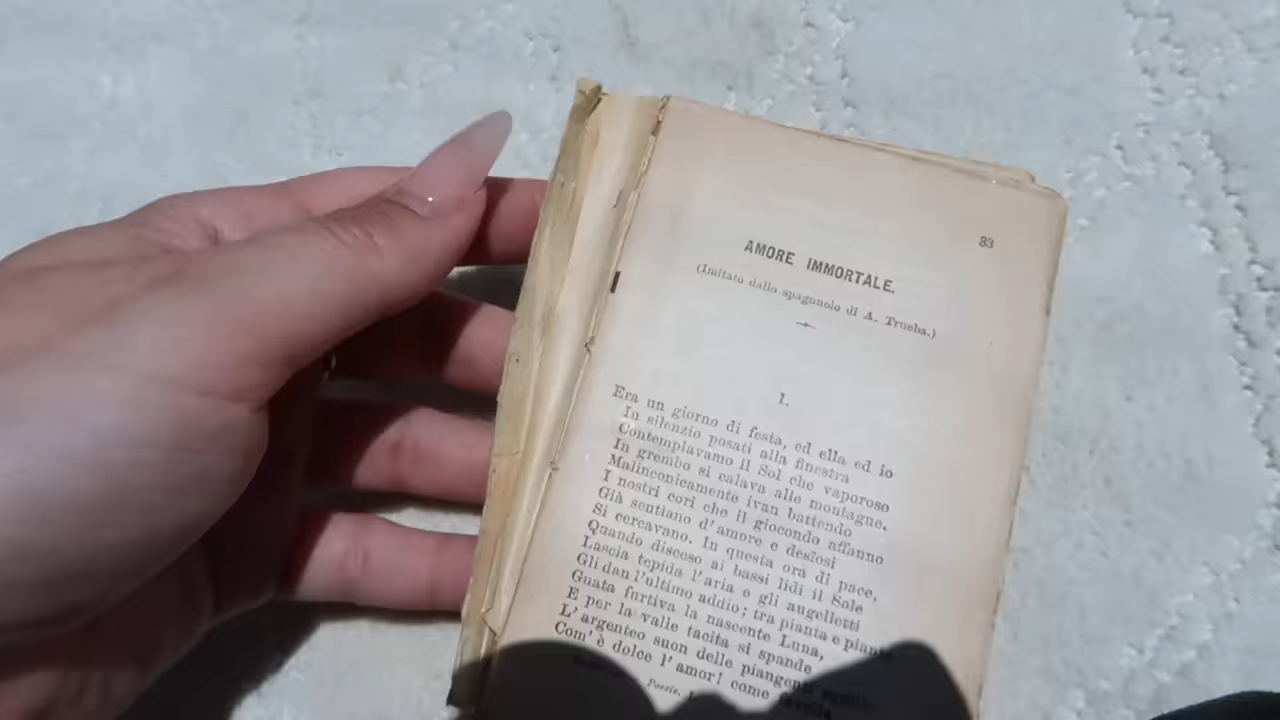 83
AMORE IMMORTALE.
(Imitato dallo spagnuolo di A. Trueba.)
I.
Era un giorno di festa, ed ella ed io
In silenzio posati alla finestra
Contemplavamo il Sol che vaporoso
In grembo si calava alle montagne.
Malinconicamente ivan battendo
I nostri cori che il giocondo affanno
Già sentìano d'amore e desïosi
Si cercavano. In questa ora di pace,
Quando disceso ai bassi lidi il Sole
Lascia tepida l'aria e gli augelletti
Gli dan l'ultimo addio; tra pianta e pianta
Guata furtiva la nascente Luna,
E per la valle tacita si spande
L'argenteo suon delle piangenti
Com'è dolce l'amor! come favella
Poesie.